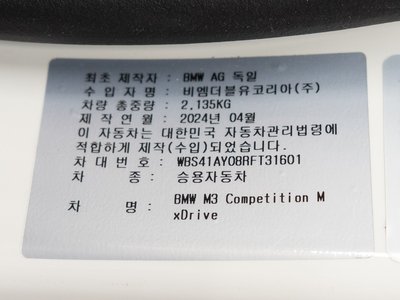 최초 제작자 : BMW AG 독일
수 입 자 명 : 비엠더블유코리아(주)
차량 총중량 : 2,135KG
제 작 연 월 : 2024년 04월
이 자동차는 대한민국 자동차관리법령에
적합하게 제작(수입)되었습니다.
차 대 번 호 : WBS41AY08RFT31601
차 종 : 승용자동차
차 명 : BMW M3 Competition M
xDrive